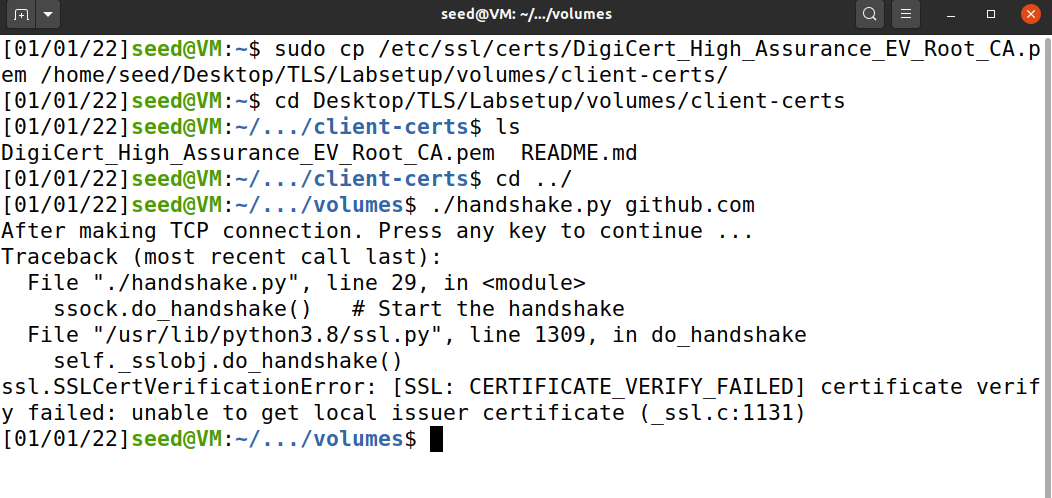 seed@VM: ~/.../volumes
[01/01/22]seed@VM:~$ sudo cp /etc/ssl/certs/DigiCert_High_Assurance_EV_Root_CA.p
em /home/seed/Desktop/TLS/Labsetup/volumes/client-certs/
[01/01/22]seed@VM:~$ cd Desktop/TLS/Labsetup/volumes/client-certs
[01/01/22]seed@VM:~/.../client-certs$ ls
DigiCert_High_Assurance_EV_Root_CA.pem  README.md
[01/01/22]seed@VM:~/.../client-certs$ cd ../
[01/01/22]seed@VM:~/.../volumes$ ./handshake.py github.com
After making TCP connection. Press any key to continue ...
Traceback (most recent call last):
  File "./handshake.py", line 29, in <module>
    ssock.do_handshake()   # Start the handshake
  File "/usr/lib/python3.8/ssl.py", line 1309, in do_handshake
    self._sslobj.do_handshake()
ssl.SSLCertVerificationError: [SSL: CERTIFICATE_VERIFY_FAILED] certificate verif
y failed: unable to get local issuer certificate (_ssl.c:1131)
[01/01/22]seed@VM:~/.../volumes$